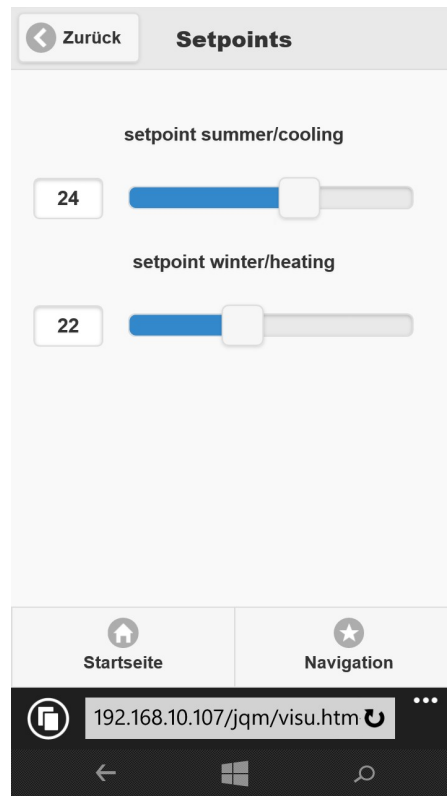 Zurück
Setpoints
setpoint summer/cooling
24
setpoint winter/heating
22
Startseite
Navigation
192.168.10.107/jqm/visu.htm